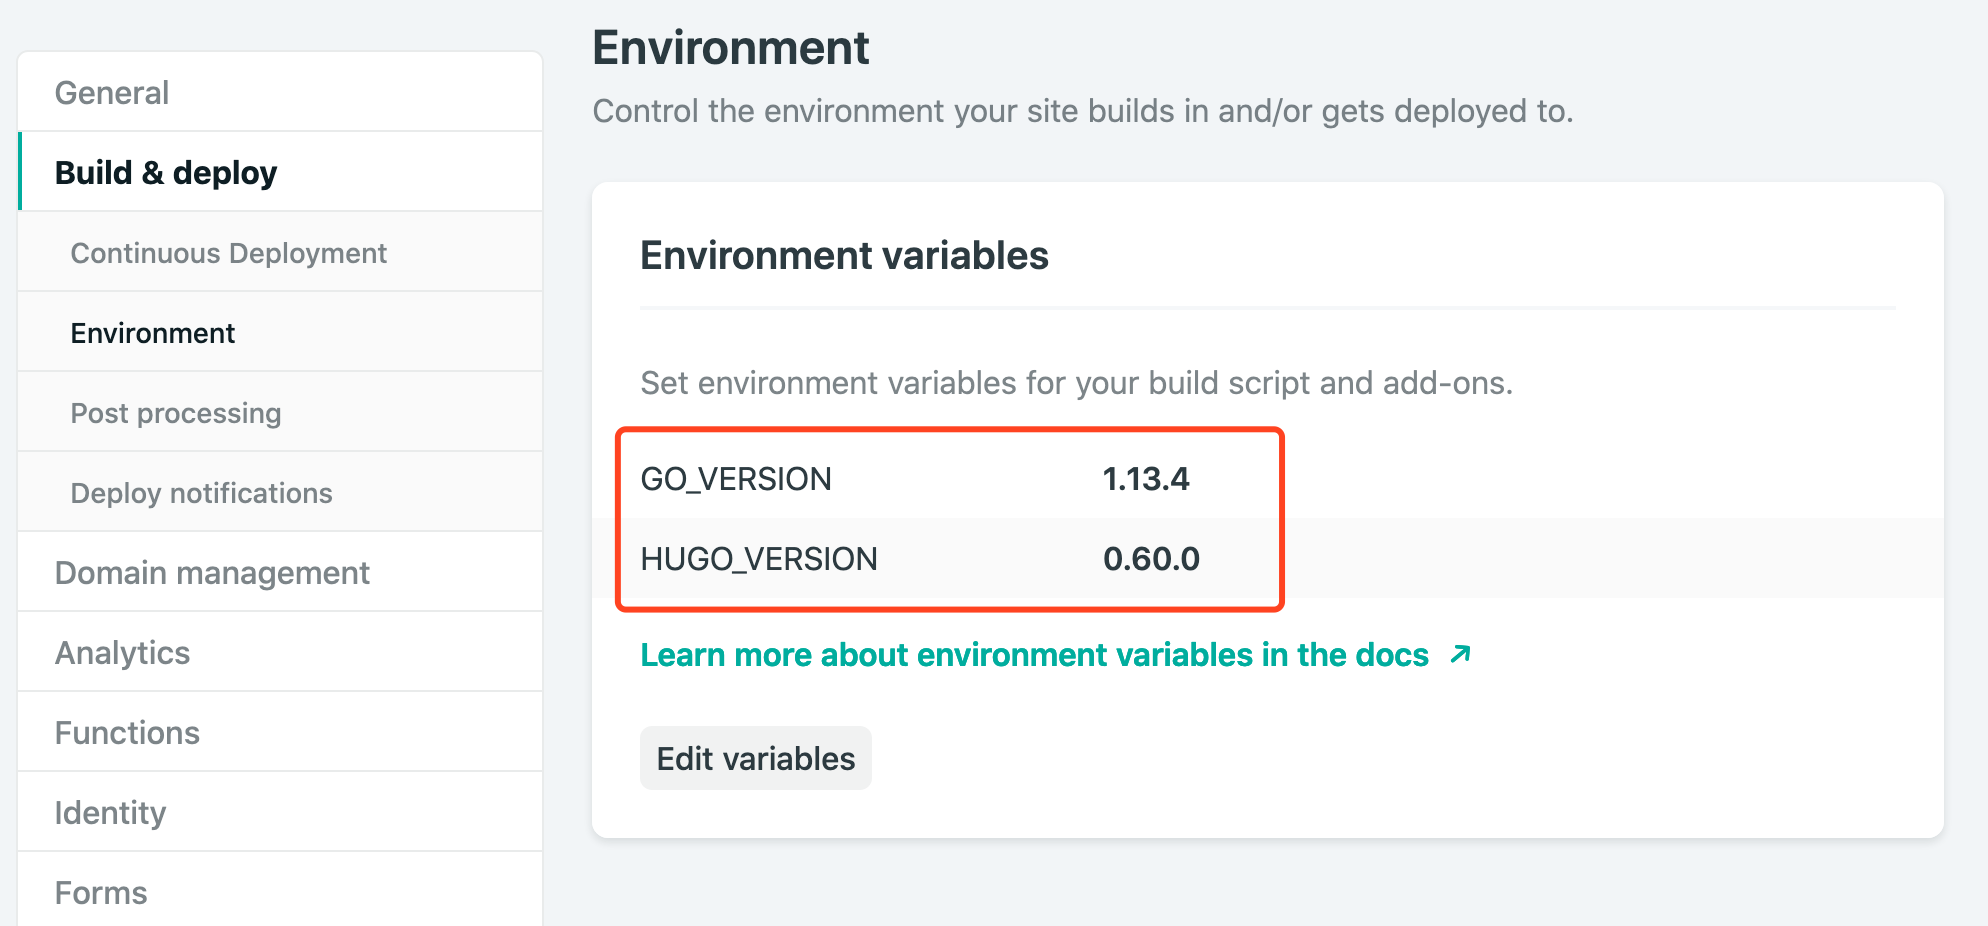 General
Build & deploy
Continuous Deployment
Environment
Post processing
Deploy notifications
Domain management
Analytics
Functions
Identity
Forms
Environment
Control the environment your site builds in and/or gets deployed to.
Environment variables
Set environment variables for your build script and add-ons.
GO_VERSION 1.13.4
HUGO_VERSION 0.60.0
Learn more about environment variables in the docs ↗
Edit variables